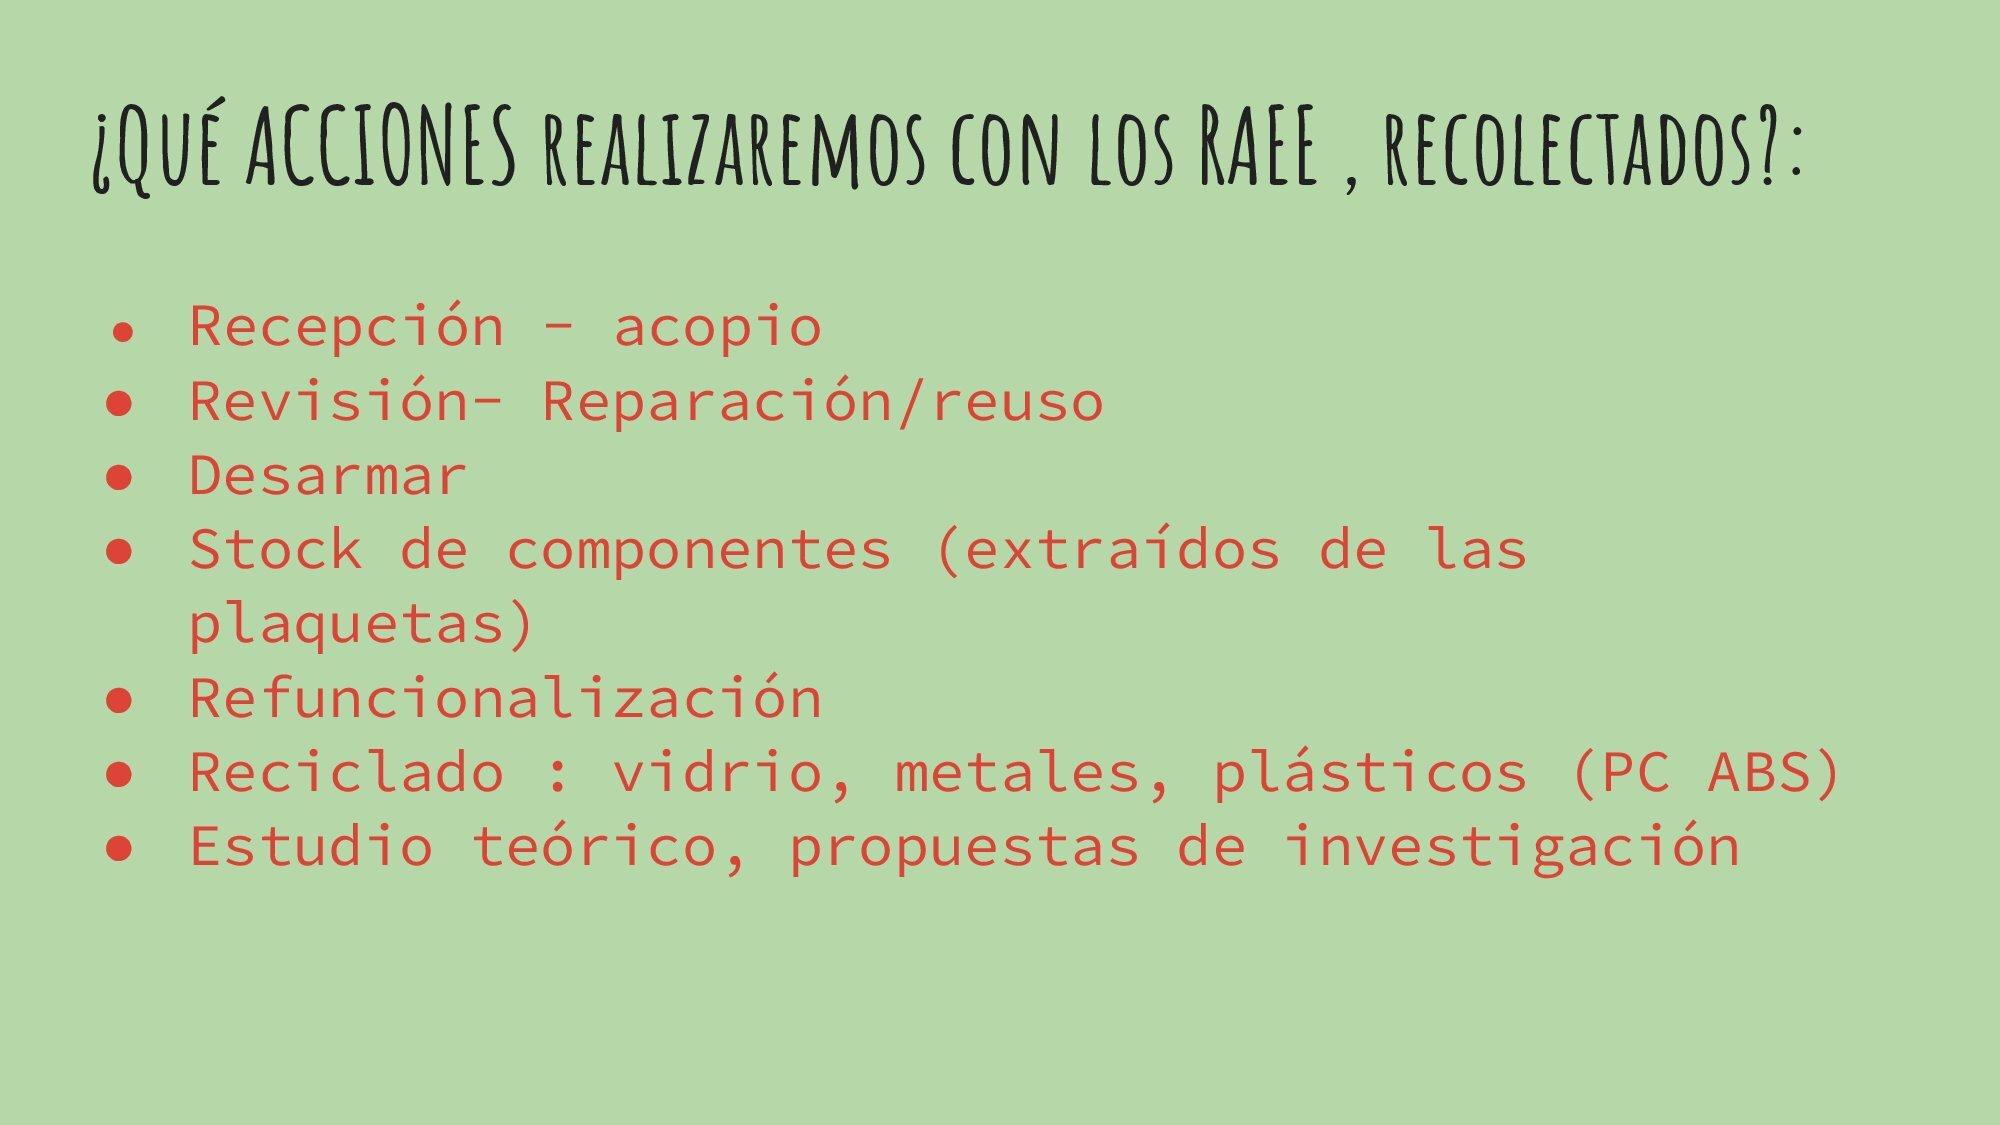 ¿Qué ACCIONES realizaremos con los RAEE , recolectados?:
● Recepción - acopio
● Revisión- Reparación/reuso
● Desarmar
● Stock de componentes (extraídos de las
plaquetas)
● Refuncionalización
● Reciclado : vidrio, metales, plásticos (PC ABS)
● Estudio teórico, propuestas de investigación